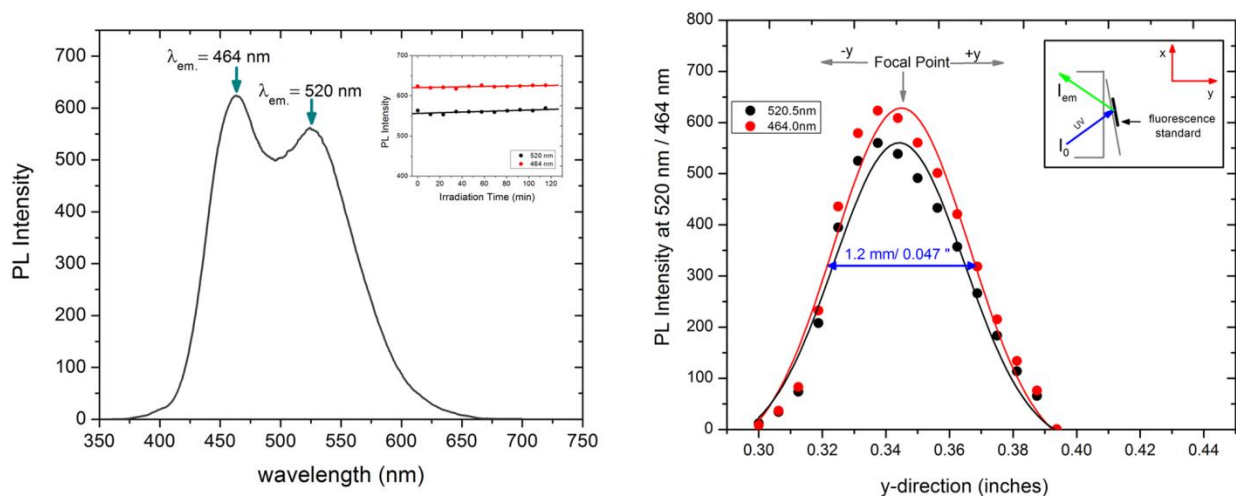 λem. = 464 nm
λem. = 520 nm
700
600
500
400
300
200
100
0
PL Intensity
350 400 450 500 550 600 650 700 750
wavelength (nm)
700
650
600
550
500
450
400
PL Intensity
0 20 40 60 80 100 120
Irradiation Time (min)
520 nm
464 nm
800
700
600
500
400
300
200
100
0
PL Intensity at 520 nm / 464 nm
-y +y
Focal Point
520.5nm
464.0nm
1.2 mm/ 0.047 "
x
y
Iem
UV
I0
fluorescence
standard
0.30 0.32 0.34 0.36 0.38 0.40 0.42
y-direction (inches)